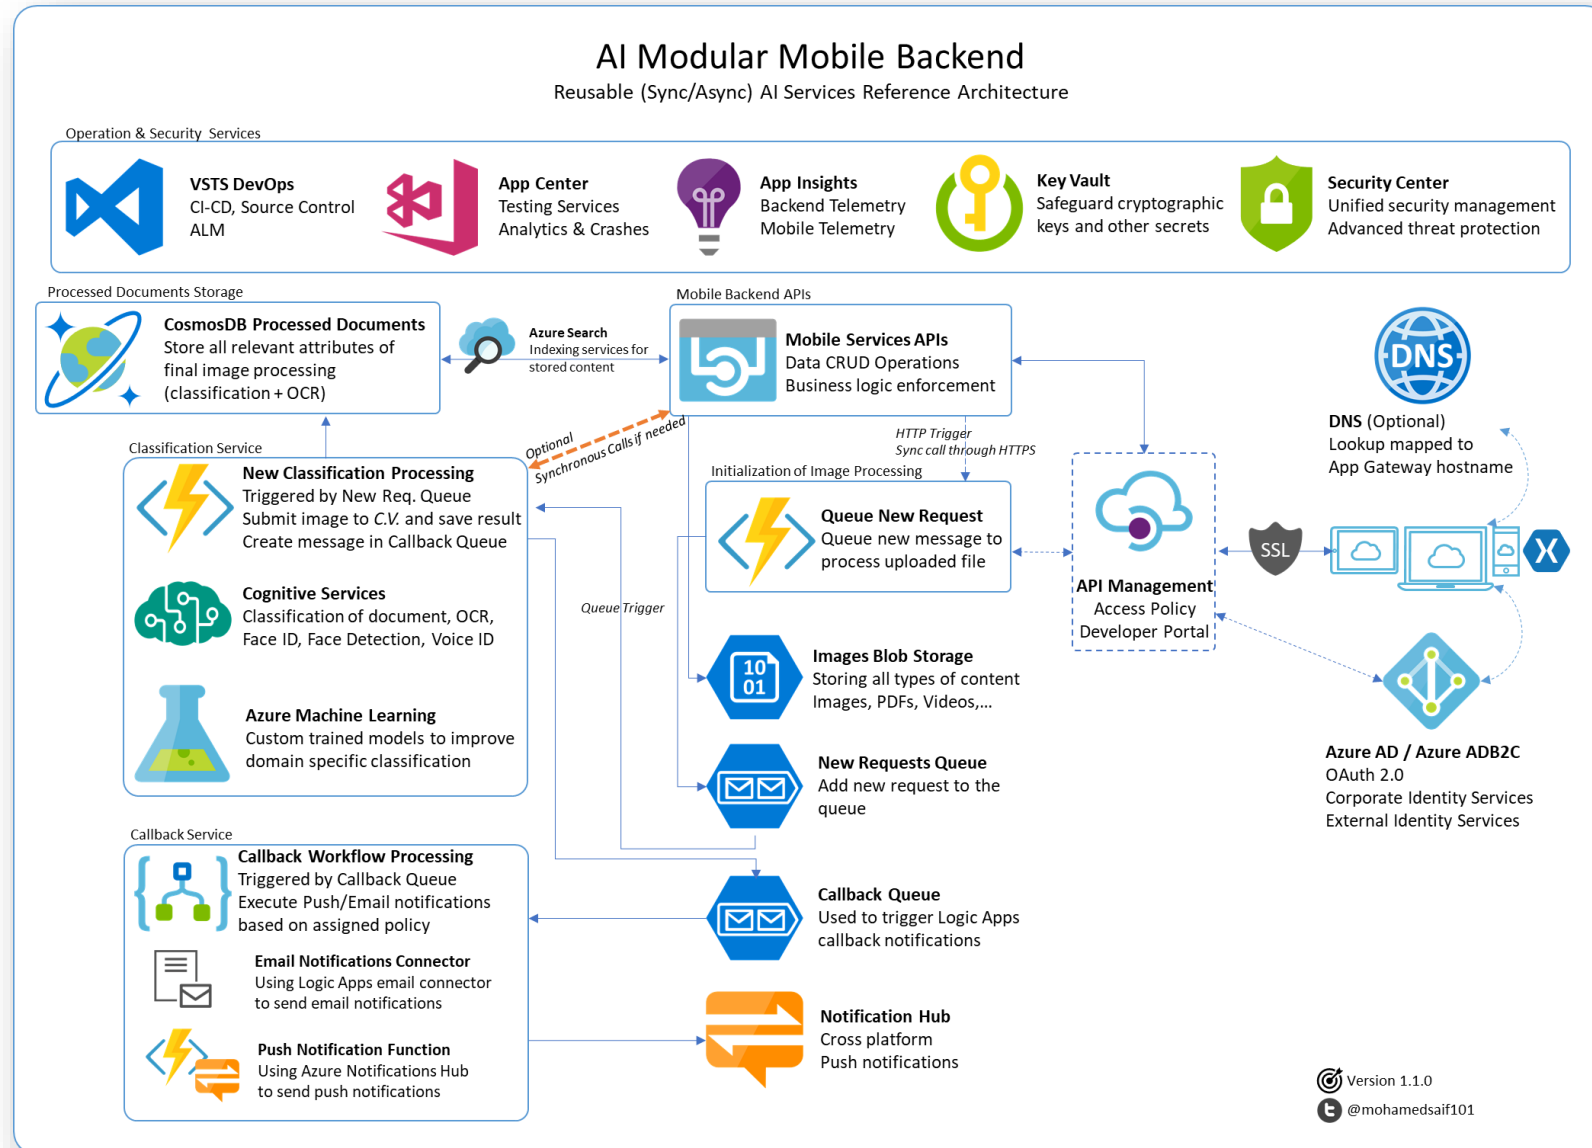 AI Modular Mobile Backend
Reusable (Sync/Async) AI Services Reference Architecture
Operation & Security Services
VSTS DevOps
CI-CD, Source Control
ALM
App Center
Testing Services
Analytics & Crashes
App Insights
Backend Telemetry
Mobile Telemetry
Key Vault
Safeguard cryptographic
keys and other secrets
Security Center
Unified security management
Advanced threat protection
Processed Documents Storage
CosmosDB Processed Documents
Store all relevant attributes of
final image processing
(classification + OCR)
Azure Search
Indexing services for
stored content
Mobile Backend APIs
Mobile Services APIs
Data CRUD Operations
Business logic enforcement
DNS
DNS (Optional)
Lookup mapped to
App Gateway hostname
Optional
Synchronous Calls if needed
HTTP Trigger
Sync call through HTTPS
Classification Service
New Classification Processing
Triggered by New Req. Queue
Submit image to C.V. and save result
Create message in Callback Queue
Cognitive Services
Classification of document, OCR,
Face ID, Face Detection, Voice ID
Azure Machine Learning
Custom trained models to improve
domain specific classification
Initialization of Image Processing
Queue New Request
Queue new message to
process uploaded file
Queue Trigger
API Management
Access Policy
Developer Portal
SSL
X
10
01
Images Blob Storage
Storing all types of content
Images, PDFs, Videos,...
New Requests Queue
Add new request to the
queue
Azure AD / Azure ADB2C
OAuth 2.0
Corporate Identity Services
External Identity Services
Callback Service
Callback Workflow Processing
Triggered by Callback Queue
Execute Push/Email notifications
based on assigned policy
Email Notifications Connector
Using Logic Apps email connector
to send email notifications
Push Notification Function
Using Azure Notifications Hub
to send push notifications
Callback Queue
Used to trigger Logic Apps
callback notifications
Notification Hub
Cross platform
Push notifications
Version 1.1.0
@mohamedsaif101